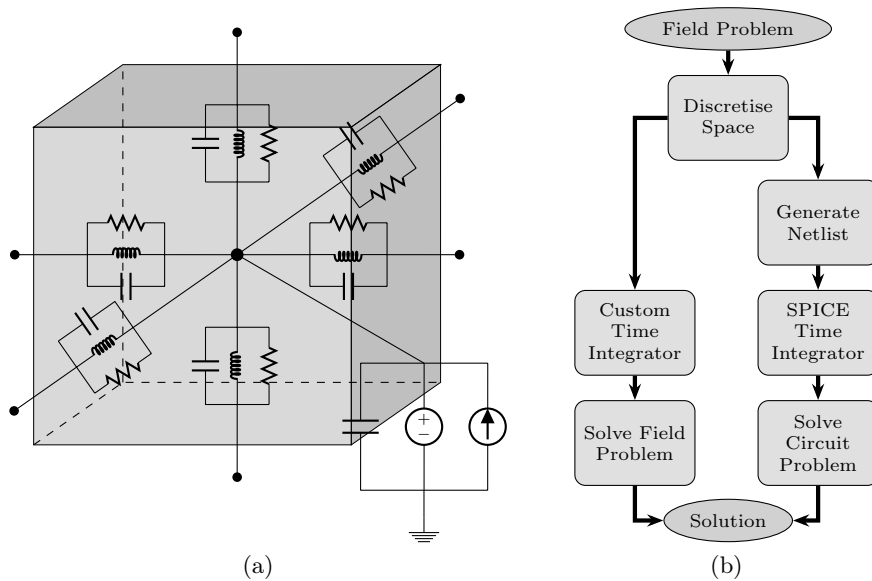 Field Problem
Discretise
Space
Generate
Netlist
Custom
Time
Integrator
SPICE
Time
Integrator
Solve Field
Problem
Solve
Circuit
Problem
Solution
+
−
(a)
(b)